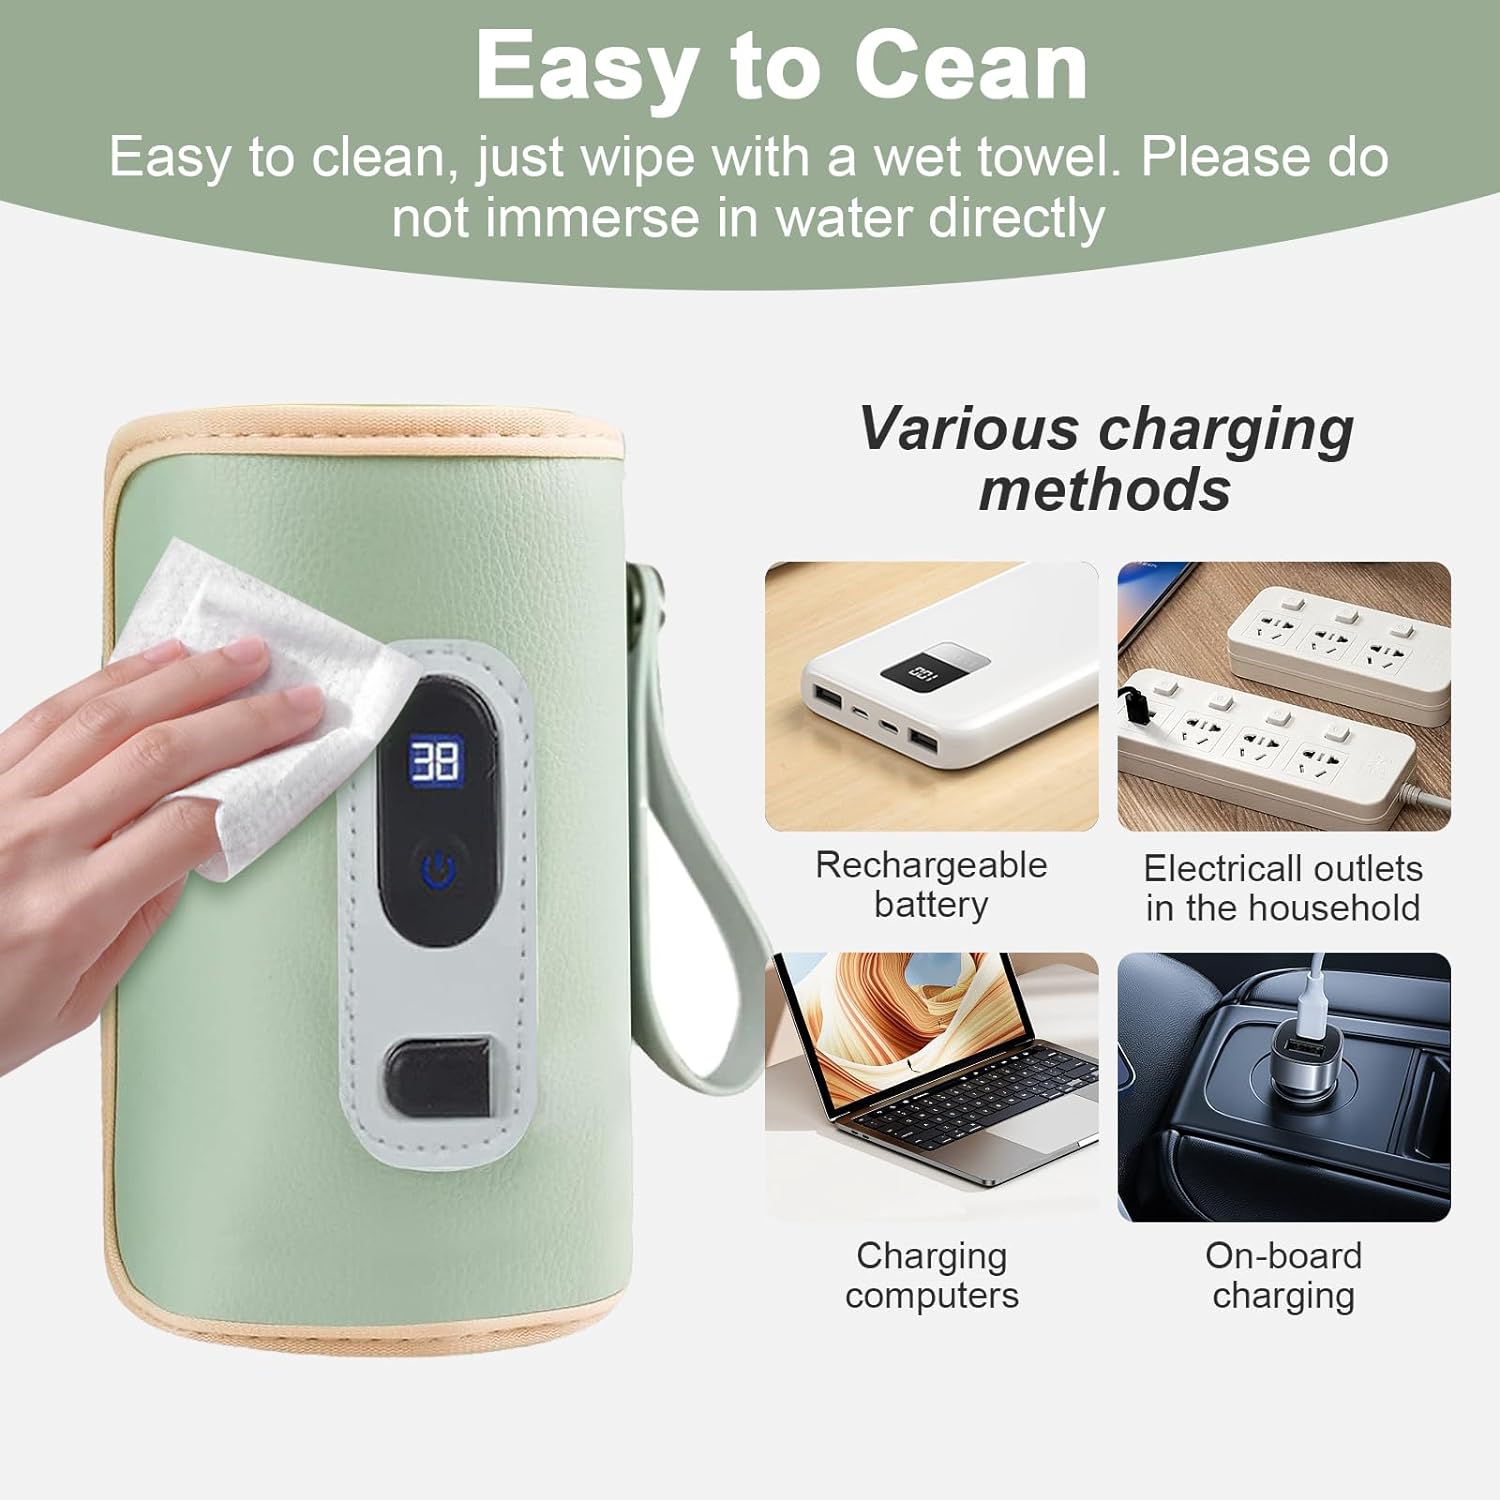 Easy to Cean
Easy to clean, just wipe with a wet towel. Please do
not immerse in water directly
Various charging
methods
38
100
Rechargeable
battery
Electricall outlets
in the household
Charging
computers
On-board
charging